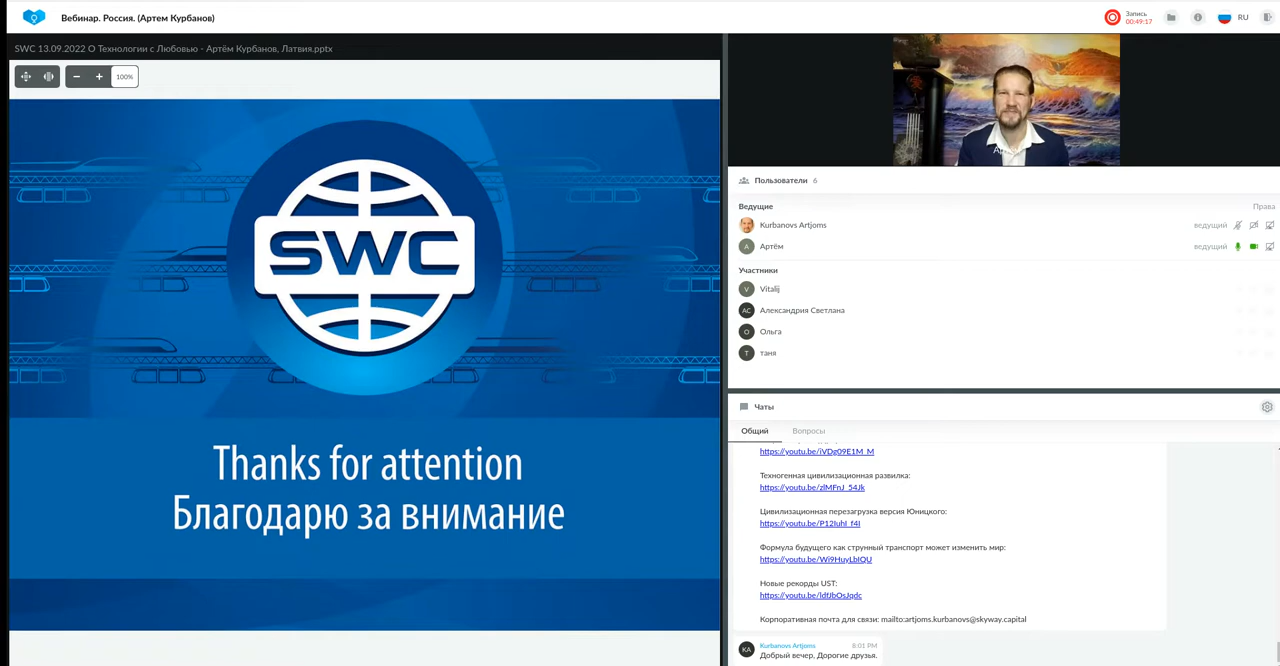 Вебинар. Россия. (Артем Курбанов)
Запись
00:49:17
RU
SWC 13.09.2022 О Технологии с Любовью - Артём Курбанов, Латвия.pptx
100%
SWC
Thanks for attention
Благодарю за внимание
Пользователи 6
Ведущие Права
Kurbanovs Artjoms ведущий
А Артём ведущий
Участники
V Vitalij
АС Александрия Светлана
О Ольга
Т таня
Чаты
Общий Вопросы
https://youtu.be/iVDg09E1M_M
Техногенная цивилизационная развилка:
https://youtu.be/zlMFnJ_54Jk
Цивилизационная перезагрузка версия Юницкого:
https://youtu.be/P12Iuhl_f4I
Формула будущего как струнный транспорт может изменить мир:
https://youtu.be/Wi9HuyLbIQU
Новые рекорды UST:
https://youtu.be/ldfJbOsJqdc
Корпоративная почта для связи: mailto:artjoms.kurbanovs@skyway.capital
KA Kurbanovs Artjoms 8:01 PM
Добрый вечер, Дорогие друзья.